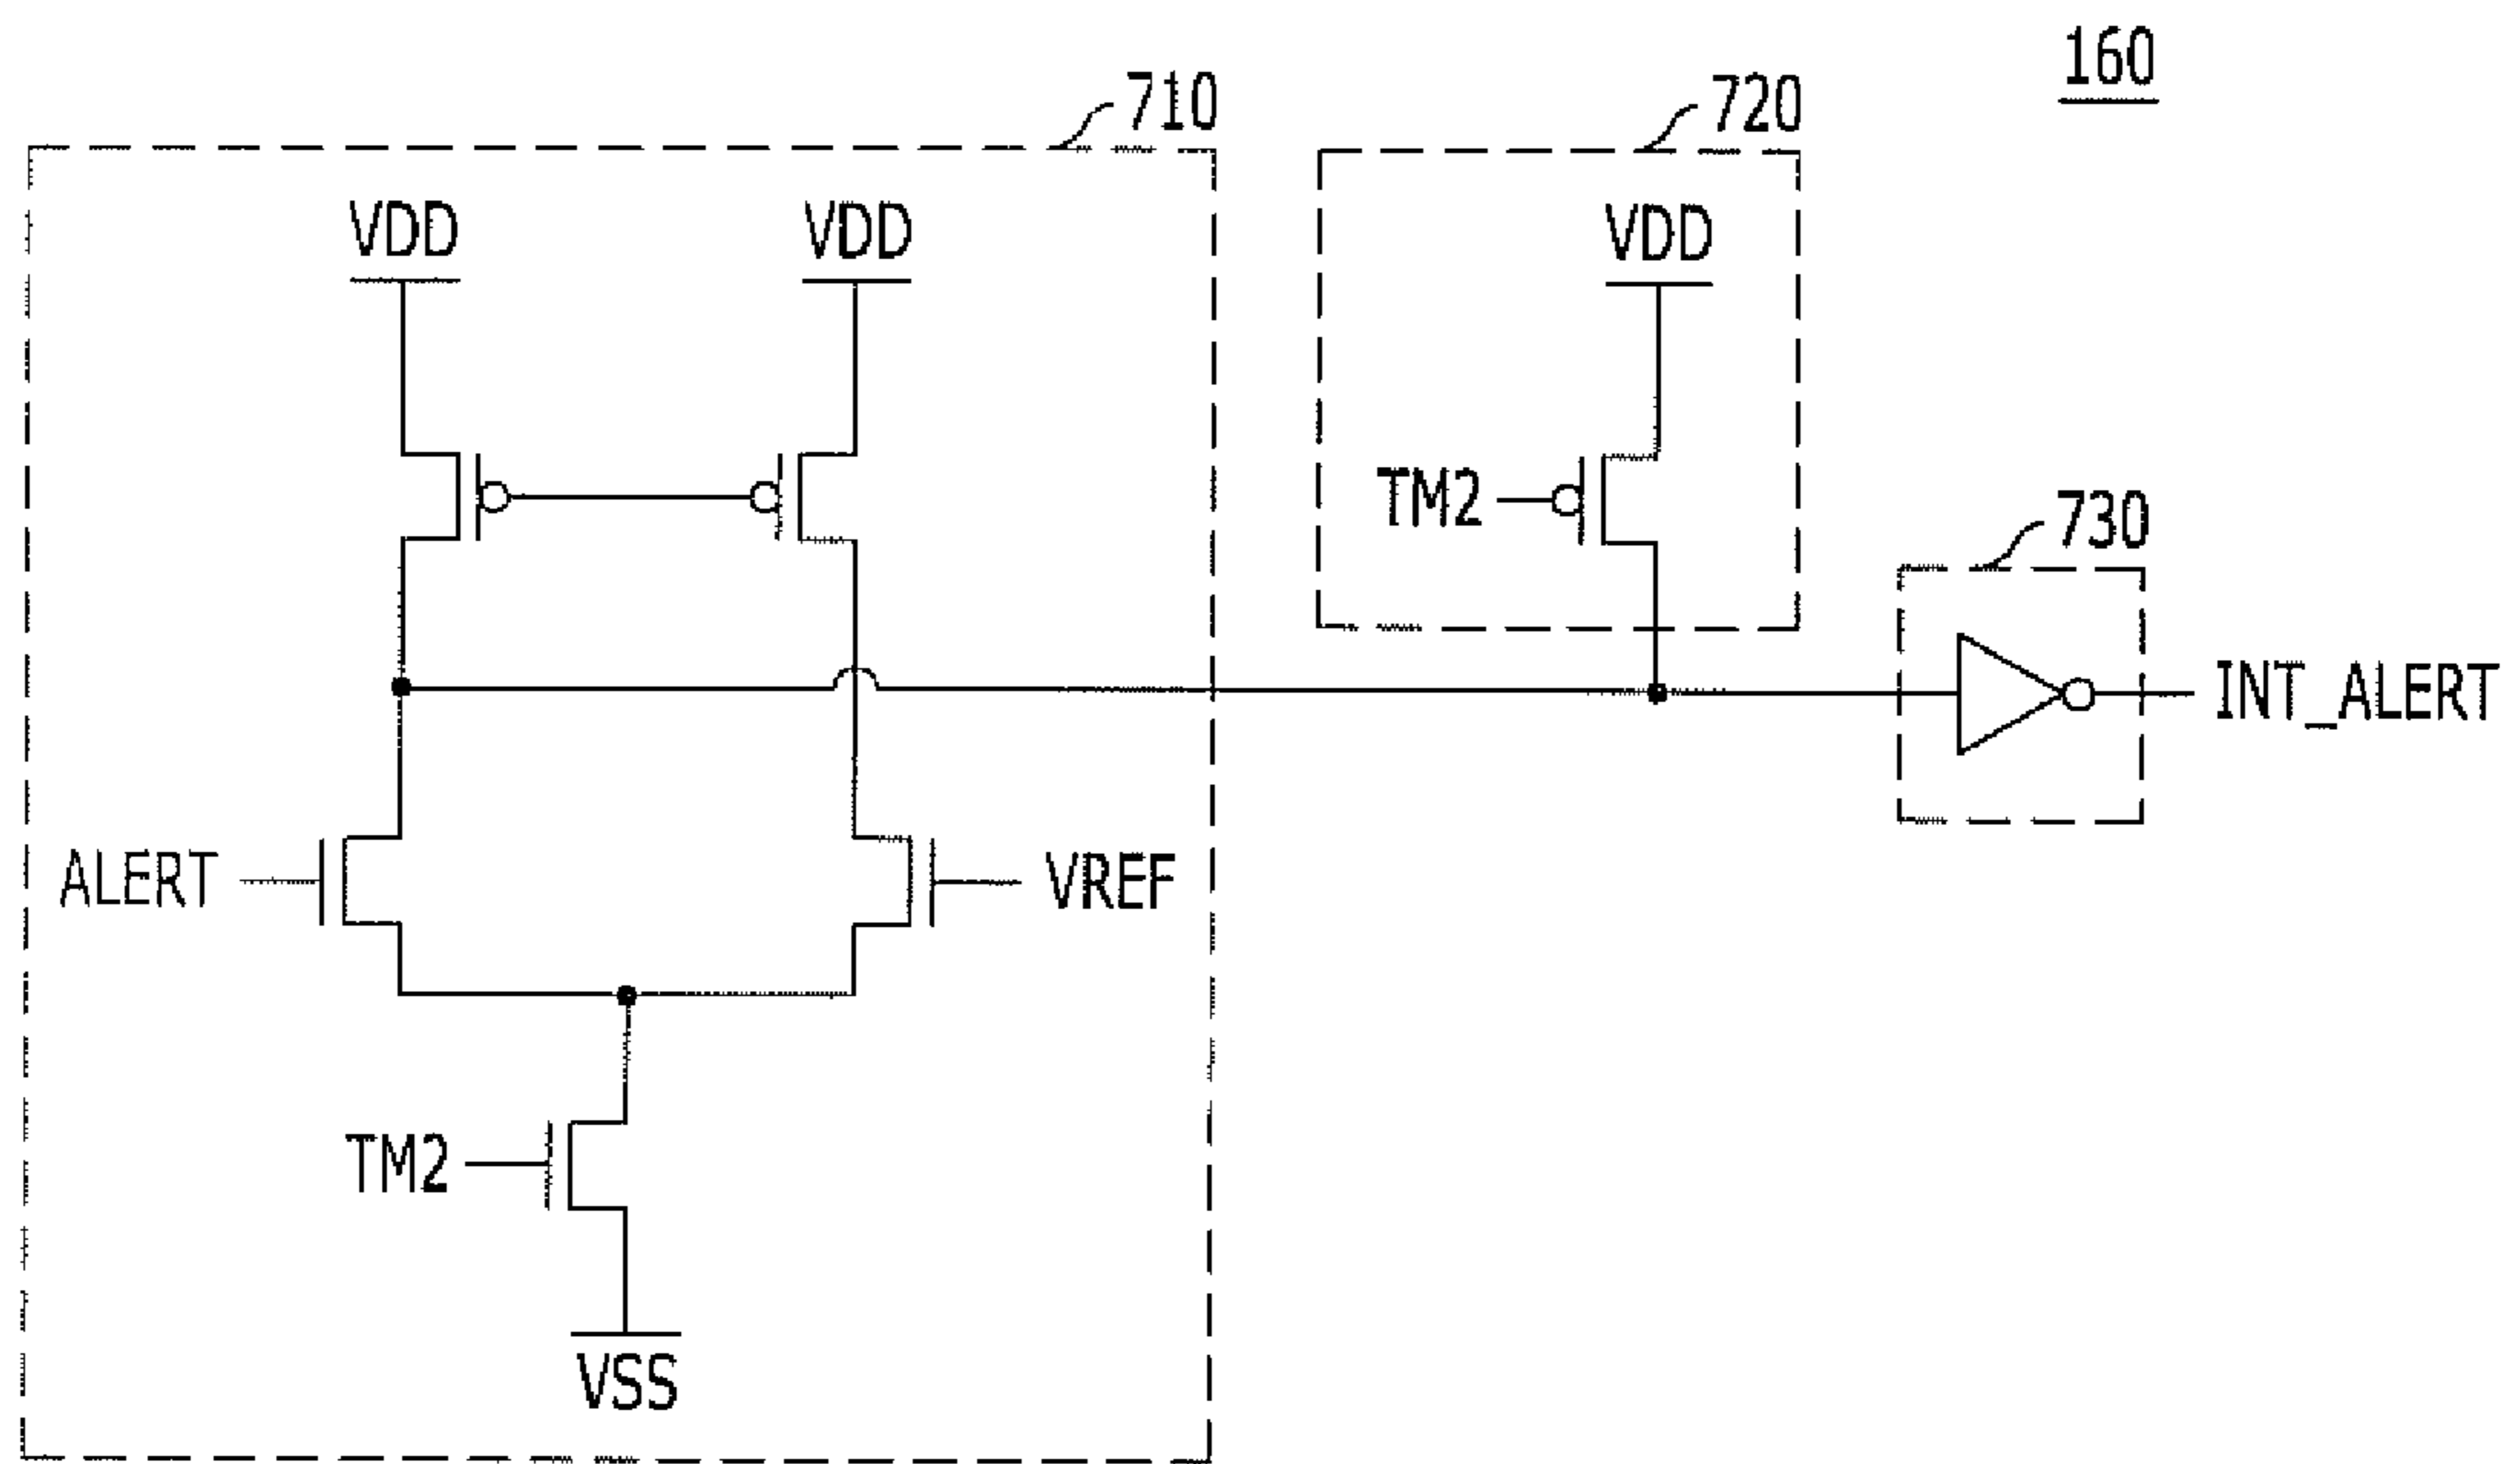 160
710
720
VDD
VDD
VDD
TM2
730
INT_ALERT
ALERT
VREF
TM2
VSS